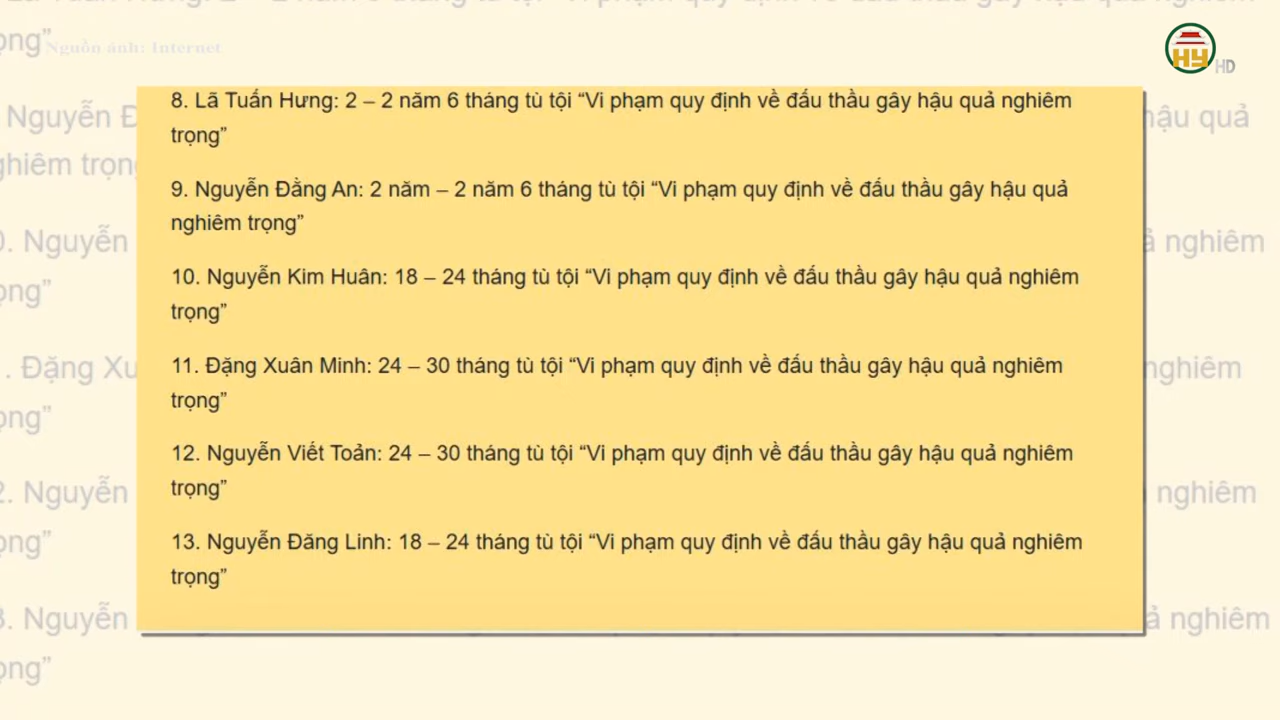 Nguồn ảnh: Internet
HY
HD
8. Lã Tuấn Hưng: 2 – 2 năm 6 tháng tù tội “Vi phạm quy định về đấu thầu gây hậu quả nghiêm
trọng”
9. Nguyễn Đằng An: 2 năm – 2 năm 6 tháng tù tội “Vi phạm quy định về đấu thầu gây hậu quả
nghiêm trọng”
10. Nguyễn Kim Huân: 18 – 24 tháng tù tội “Vi phạm quy định về đấu thầu gây hậu quả nghiêm
trọng”
11. Đặng Xuân Minh: 24 – 30 tháng tù tội “Vi phạm quy định về đấu thầu gây hậu quả nghiêm
trọng”
12. Nguyễn Viết Toản: 24 – 30 tháng tù tội “Vi phạm quy định về đấu thầu gây hậu quả nghiêm
trọng”
13. Nguyễn Đăng Linh: 18 – 24 tháng tù tội “Vi phạm quy định về đấu thầu gây hậu quả nghiêm
trọng”